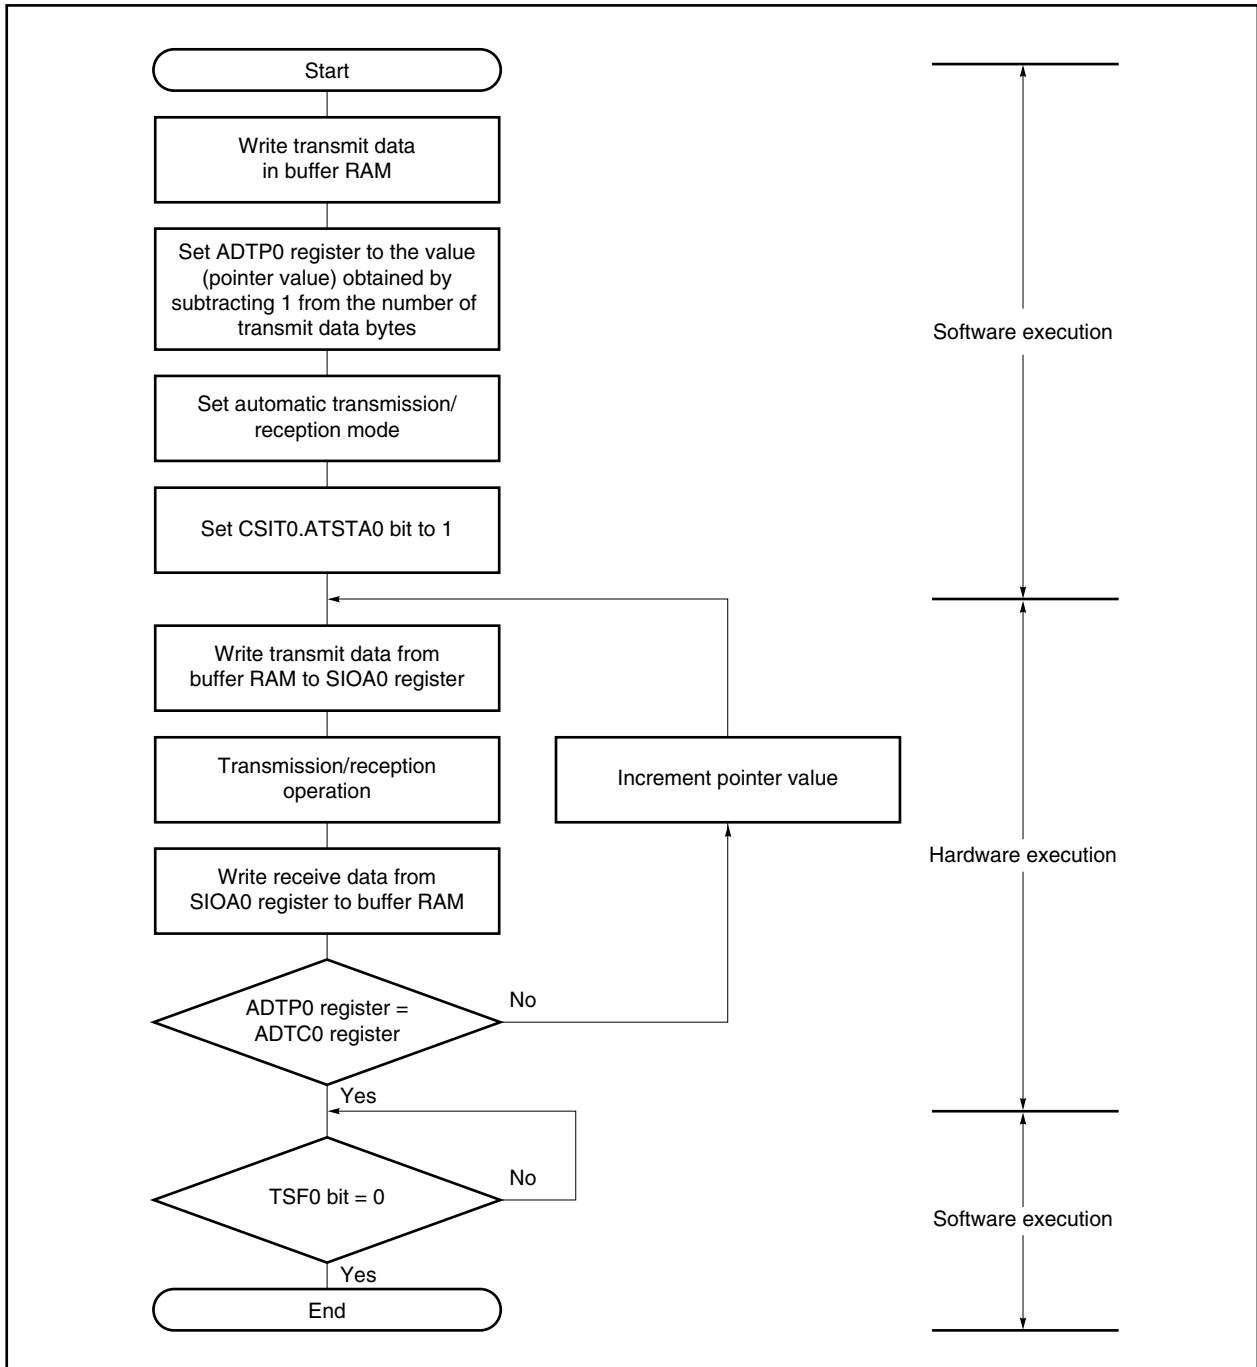 Start
Write transmit data
in buffer RAM
Set ADTP0 register to the value
(pointer value) obtained by
subtracting 1 from the number of
transmit data bytes
Software execution
Set automatic transmission/
reception mode
Set CSIT0.ATSTA0 bit to 1
Write transmit data from
buffer RAM to SIOA0 register
Transmission/reception
operation
Increment pointer value
Hardware execution
Write receive data from
SIOA0 register to buffer RAM
ADTP0 register =
ADTC0 register
No
Yes
TSF0 bit = 0
No
Software execution
Yes
End